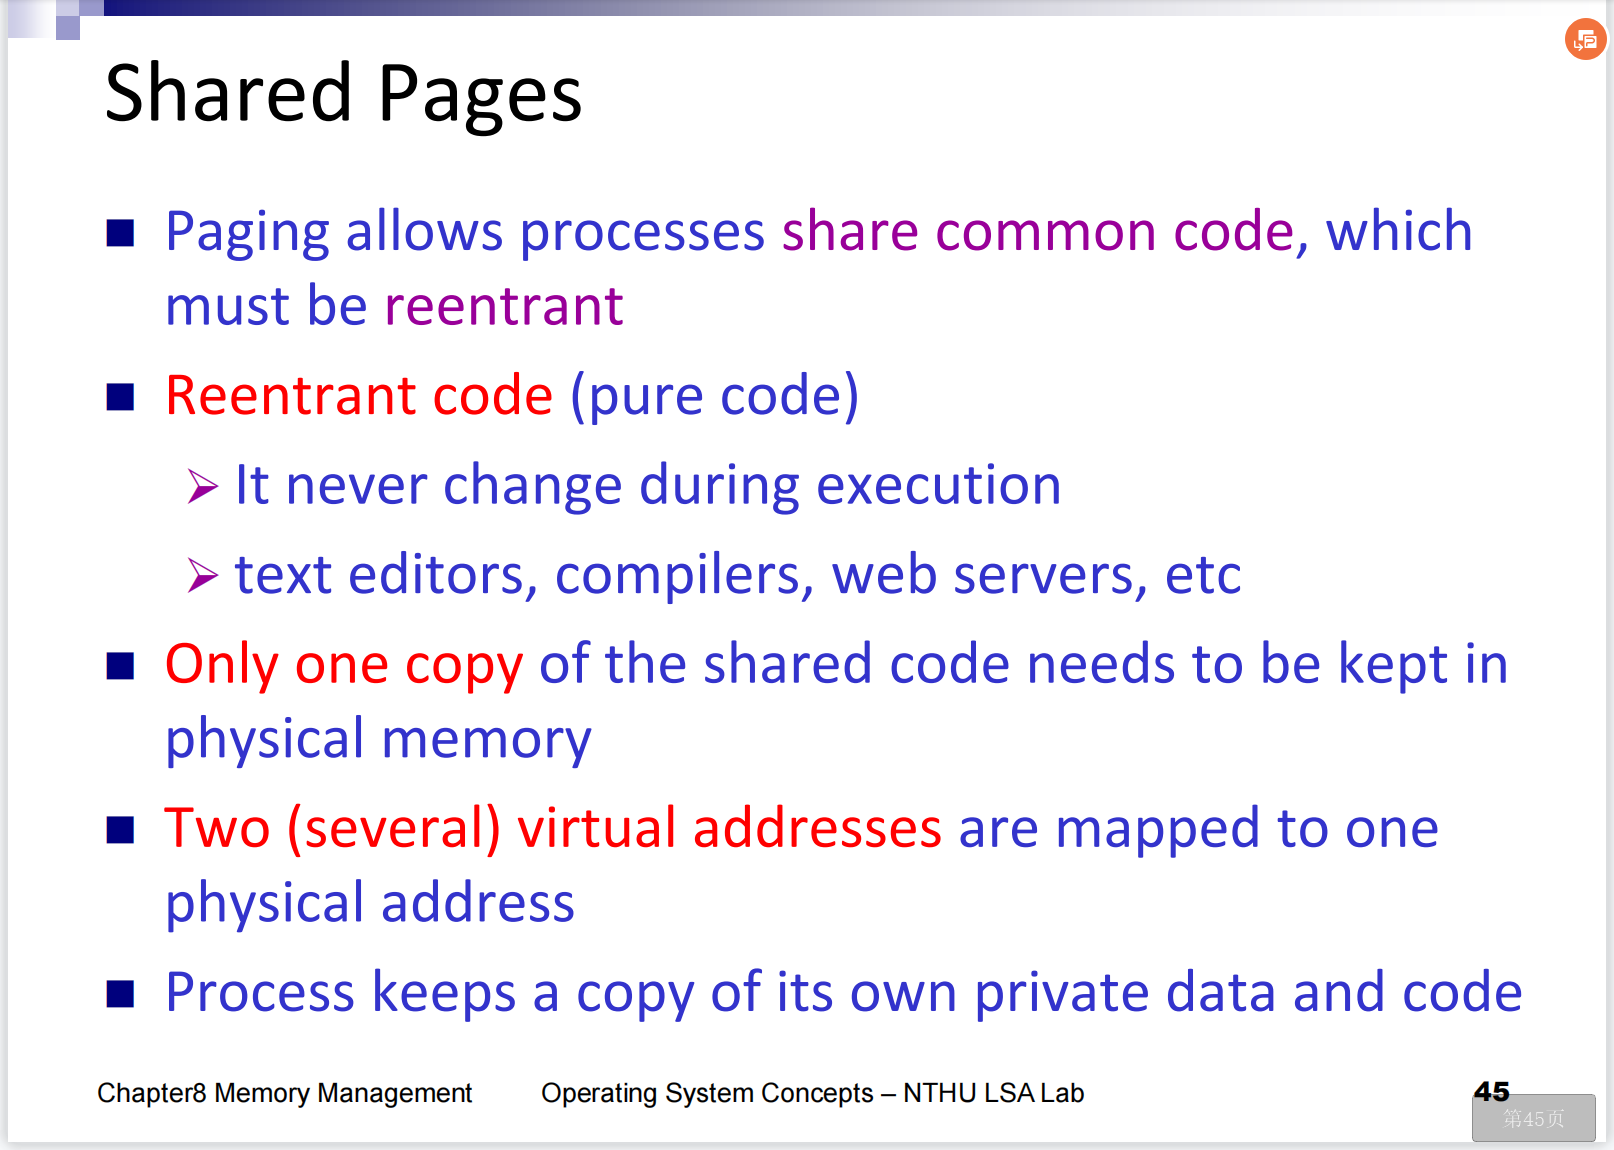 Shared Pages
Paging allows processes share common code, which
must be reentrant
Reentrant code (pure code)
It never change during execution
text editors, compilers, web servers, etc
Only one copy of the shared code needs to be kept in
physical memory
Two (several) virtual addresses are mapped to one
physical address
Process keeps a copy of its own private data and code
Chapter8 Memory Management
Operating System Concepts – NTHU LSA Lab
45
第45页